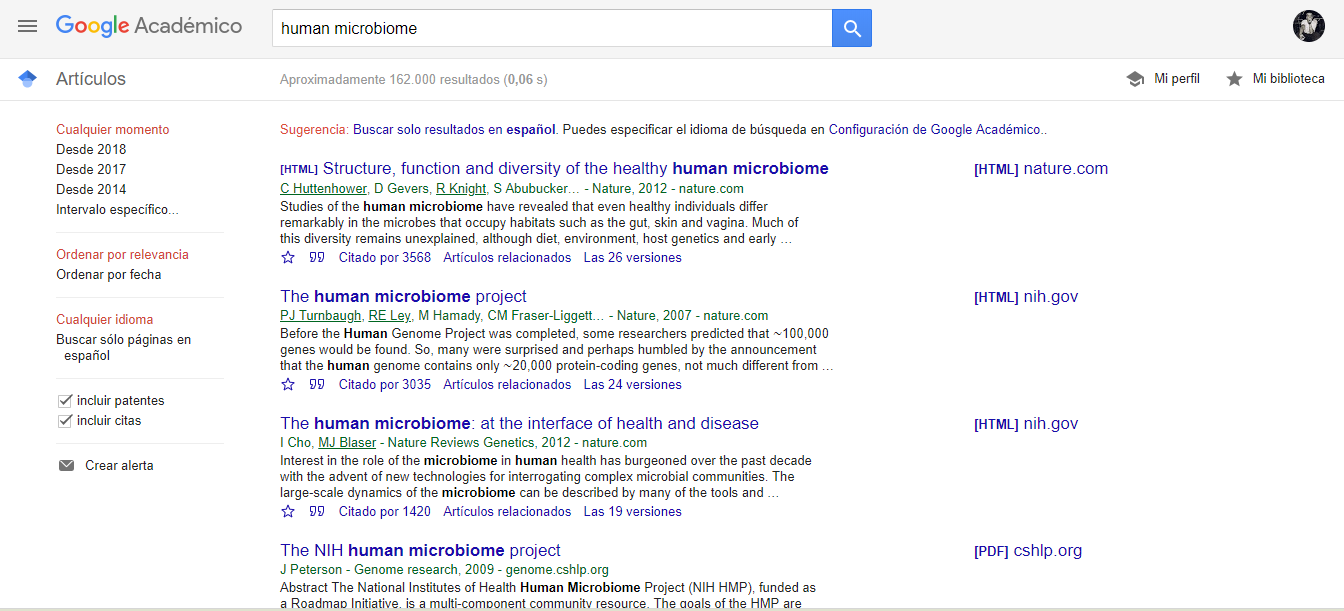 Google Académico
human microbiome
Artículos
Aproximadamente 162.000 resultados (0,06 s)
Mi perfil
Mi biblioteca
Cualquier momento
Desde 2018
Desde 2017
Desde 2014
Intervalo específico...
Ordenar por relevancia
Ordenar por fecha
Cualquier idioma
Buscar sólo páginas en
español
incluir patentes
incluir citas
Crear alerta
Sugerencia: Buscar solo resultados en español. Puedes especificar el idioma de búsqueda en Configuración de Google Académico..
[HTML] Structure, function and diversity of the healthy human microbiome
C Huttenhower, D Gevers, R Knight, S Abubucker… - Nature, 2012 - nature.com
Studies of the human microbiome have revealed that even healthy individuals differ
remarkably in the microbes that occupy habitats such as the gut, skin and vagina. Much of
this diversity remains unexplained, although diet, environment, host genetics and early …
Citado por 3568 Artículos relacionados Las 26 versiones
[HTML] nature.com
The human microbiome project
PJ Turnbaugh, RE Ley, M Hamady, CM Fraser-Liggett… - Nature, 2007 - nature.com
Before the Human Genome Project was completed, some researchers predicted that ~100,000
genes would be found. So, many were surprised and perhaps humbled by the announcement
that the human genome contains only ~20,000 protein-coding genes, not much different from …
Citado por 3035 Artículos relacionados Las 24 versiones
[HTML] nih.gov
The human microbiome: at the interface of health and disease
I Cho, MJ Blaser - Nature Reviews Genetics, 2012 - nature.com
Interest in the role of the microbiome in human health has burgeoned over the past decade
with the advent of new technologies for interrogating complex microbial communities. The
large-scale dynamics of the microbiome can be described by many of the tools and …
Citado por 1420 Artículos relacionados Las 19 versiones
[HTML] nih.gov
The NIH human microbiome project
J Peterson - Genome research, 2009 - genome.cshlp.org
Abstract The National Institutes of Health Human Microbiome Project (NIH HMP), funded as
a Roadmap Initiative, is a multi-component community resource. The goals of the HMP are
[PDF] cshlp.org